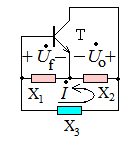 T
+ U̇f − − U̇o +
X1 İ X2
X3